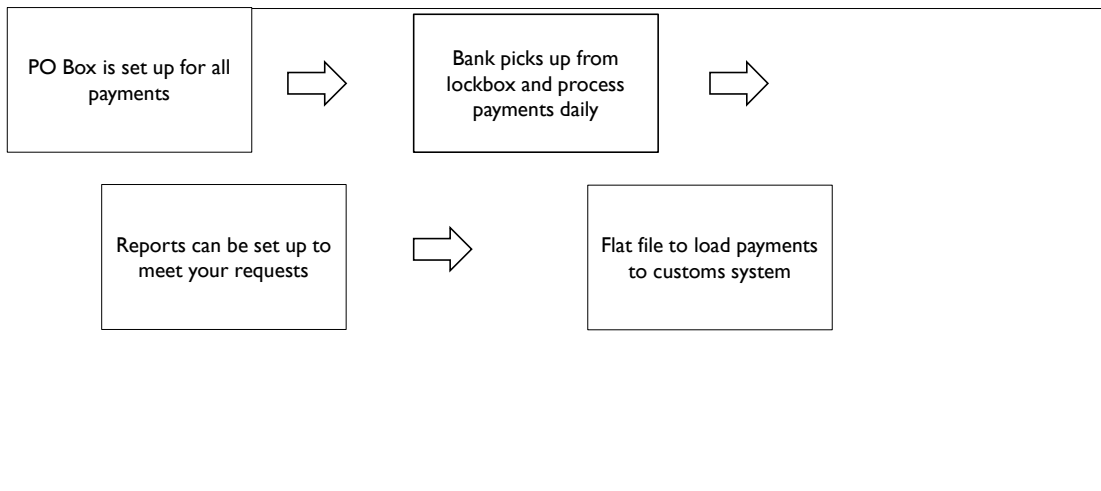 PO Box is set up for all
payments
Bank picks up from
lockbox and process
payments daily
Reports can be set up to
meet your requests
Flat file to load payments
to customs system